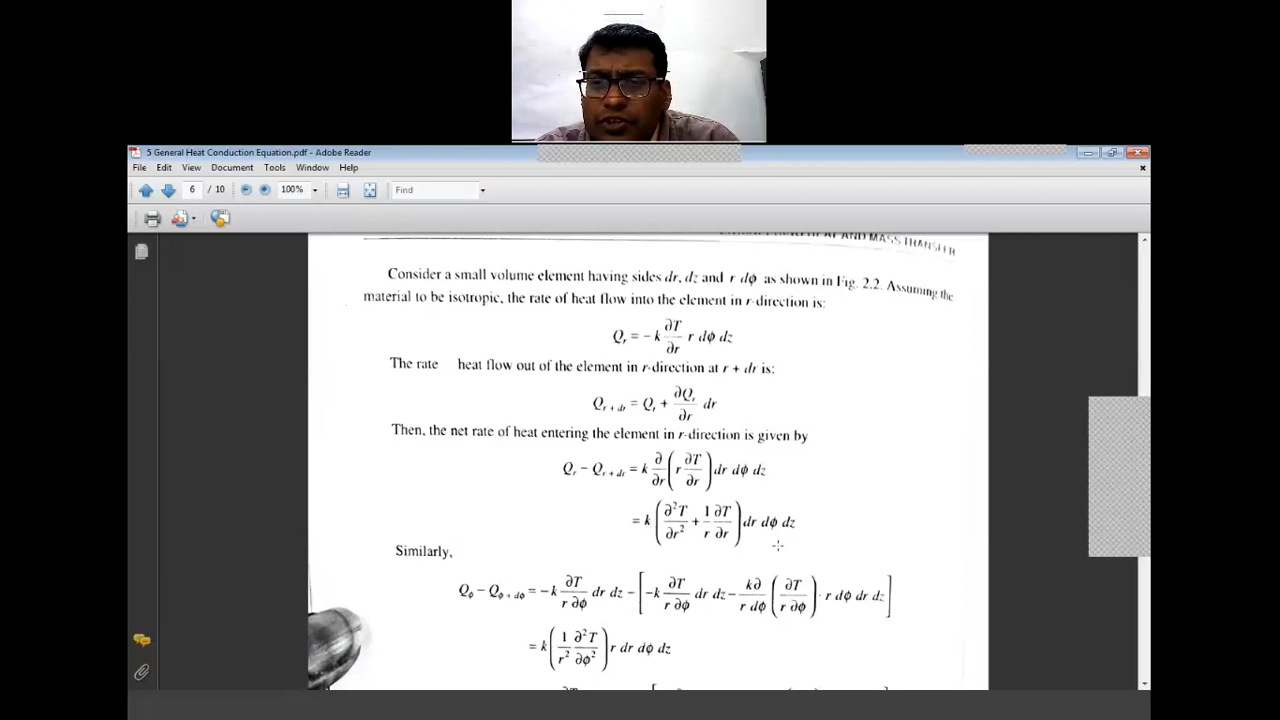 5 General Heat Conduction Equation.pdf - Adobe Reader
File Edit View Document Tools Window Help
6 / 10 100% Find
HEAT AND MASS TRANSFER
Consider a small volume element having sides dr, dz and r dϕ as shown in Fig. 2.2. Assuming the
material to be isotropic, the rate of heat flow into the element in r-direction is:
Q_r = − k ∂T/∂r r dϕ dz
The rate heat flow out of the element in r-direction at r + dr is:
Q_{r + dr} = Q_r + ∂Q_r/∂r dr
Then, the net rate of heat entering the element in r-direction is given by
Q_r − Q_{r + dr} = k ∂/∂r (r ∂T/∂r) dr dϕ dz
= k (∂²T/∂r² + 1/r ∂T/∂r) dr dϕ dz
Similarly,
Q_ϕ − Q_{ϕ + dϕ} = −k ∂T/r ∂ϕ dr dz − [−k ∂T/r ∂ϕ dr dz − k∂/r dϕ (∂T/r ∂ϕ) · r dϕ dr dz]
= k (1/r² ∂²T/∂ϕ²) r dr dϕ dz